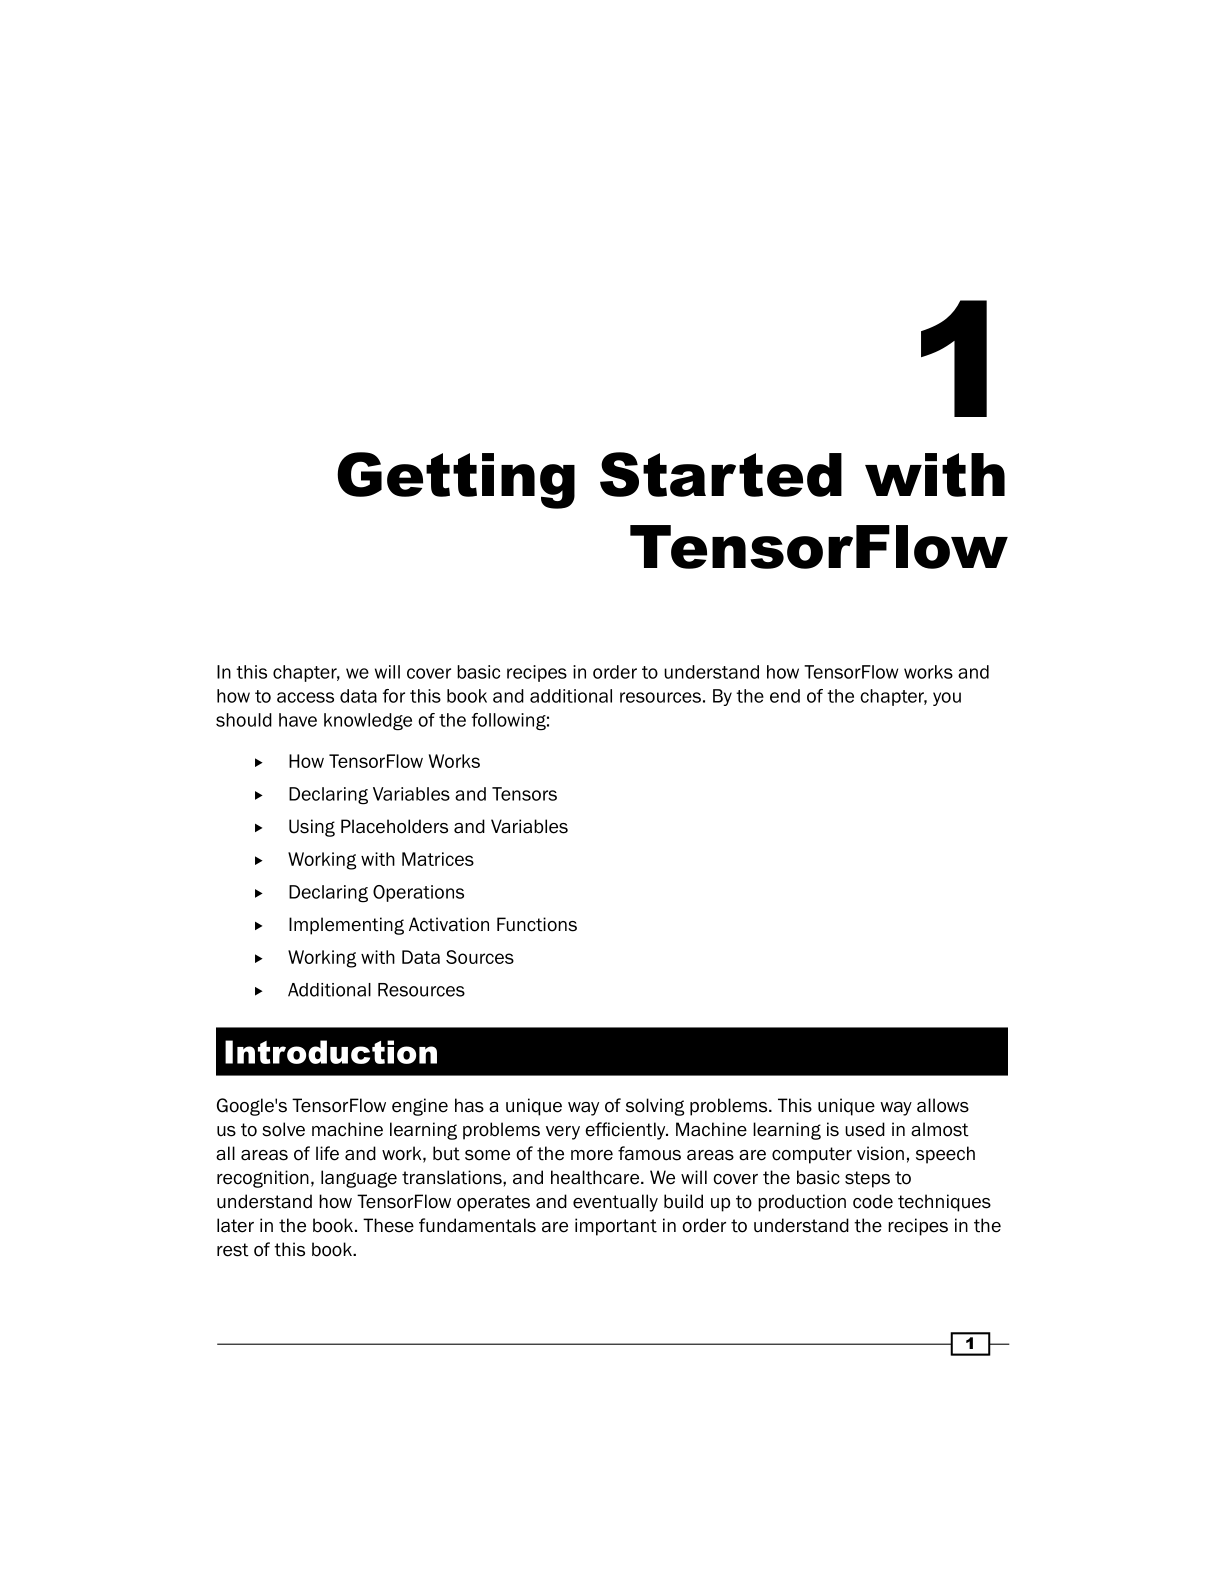 1
Getting Started with
TensorFlow
In this chapter, we will cover basic recipes in order to understand how TensorFlow works and
how to access data for this book and additional resources. By the end of the chapter, you
should have knowledge of the following:
How TensorFlow Works
Declaring Variables and Tensors
Using Placeholders and Variables
Working with Matrices
Declaring Operations
Implementing Activation Functions
Working with Data Sources
Additional Resources
Introduction
Google's TensorFlow engine has a unique way of solving problems. This unique way allows
us to solve machine learning problems very efficiently. Machine learning is used in almost
all areas of life and work, but some of the more famous areas are computer vision, speech
recognition, language translations, and healthcare. We will cover the basic steps to
understand how TensorFlow operates and eventually build up to production code techniques
later in the book. These fundamentals are important in order to understand the recipes in the
rest of this book.
1